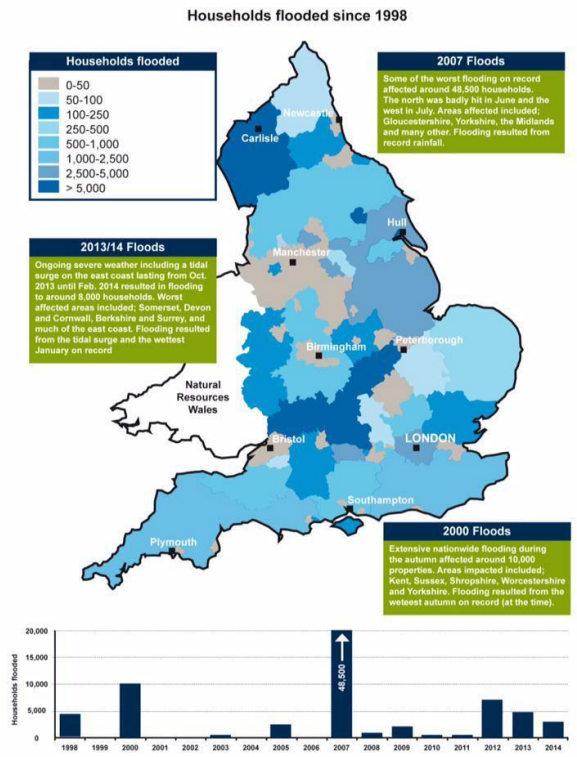 Households flooded since 1998
Households flooded
0-50
50-100
100-250
250-500
500-1,000
1,000-2,500
2,500-5,000
> 5,000
2007 Floods
Some of the worst flooding on record
affected around 48,500 households.
The north was badly hit in June and the
west in July. Areas affected included;
Gloucestershire, Yorkshire, the Midlands
and many other. Flooding resulted from
record rainfall.
Newcastle
Carlisle
Hull
Manchester
2013/14 Floods
Ongoing severe weather including a tidal
surge on the east coast lasting from Oct.
2013 until Feb. 2014 resulted in flooding
to around 8,000 households. Worst
affected areas included; Somerset, Devon
and Cornwall, Berkshire and Surrey, and
much of the east coast. Flooding resulted
from the tidal surge and the wettest
January on record
Birmingham
Peterborough
Natural
Resources
Wales
Bristol
LONDON
Southampton
Plymouth
2000 Floods
Extensive nationwide flooding during
the autumn affected around 10,000
properties. Areas impacted included;
Kent, Sussex, Shropshire, Worcestershire
and Yorkshire. Flooding resulted from the
weteest autumn on record (at the time).
Households flooded
20,000
15,000
10,000
5,000
0
48,500
1998 1999 2000 2001 2002 2003 2004 2005 2006 2007 2008 2009 2010 2011 2012 2013 2014